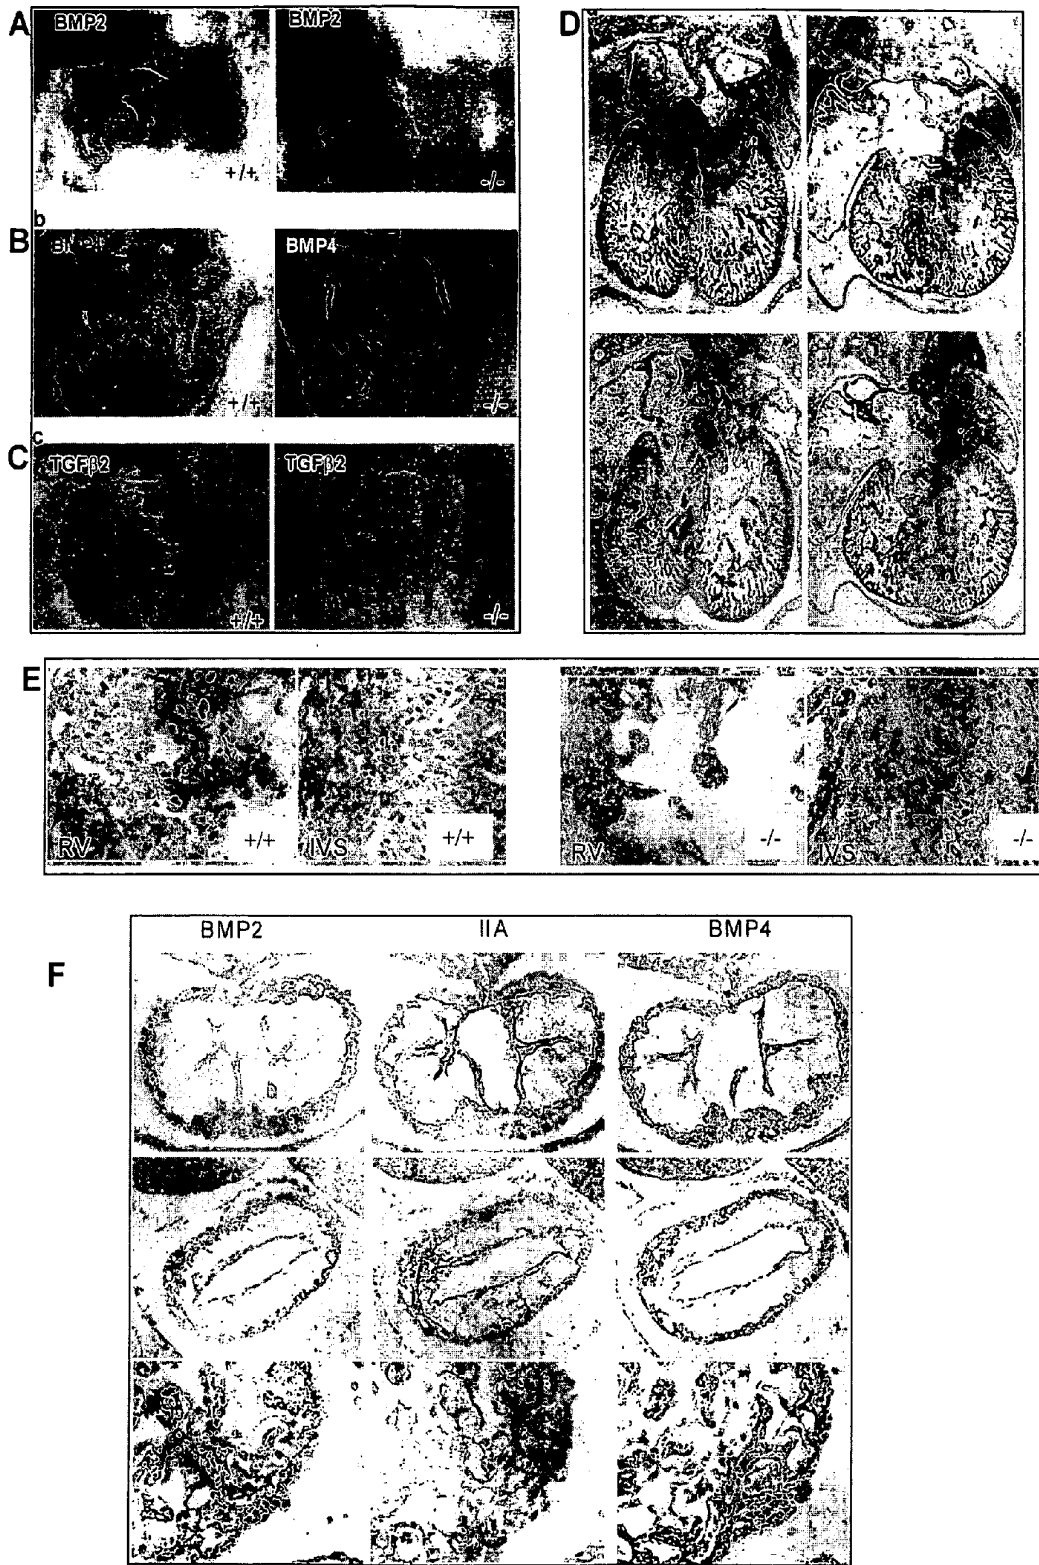 A
BMP2
BMP2
+/+
-/-
b
B
BMP4
+/+
-/-
c
C
TGFβ2
TGFβ2
+/+
-/-
D
E
RV
+/+
IVS
+/+
RV
-/-
IVS
-/-
F
BMP2
IIA
BMP4